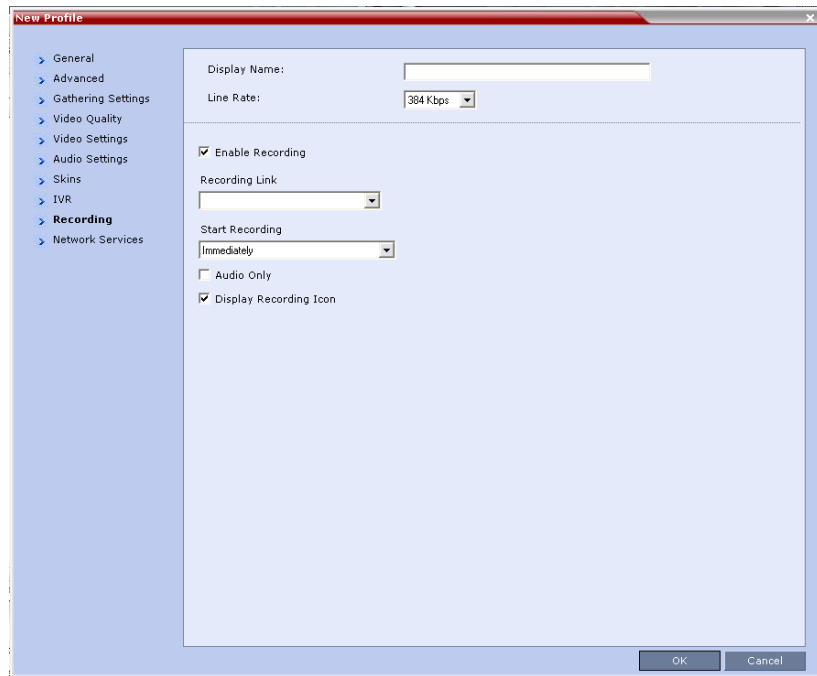 New Profile
General
Advanced
Gathering Settings
Video Quality
Video Settings
Audio Settings
Skins
IVR
Recording
Network Services
Display Name:
Line Rate:
384 Kbps
Enable Recording
Recording Link
Start Recording
Immediately
Audio Only
Display Recording Icon
OK
Cancel